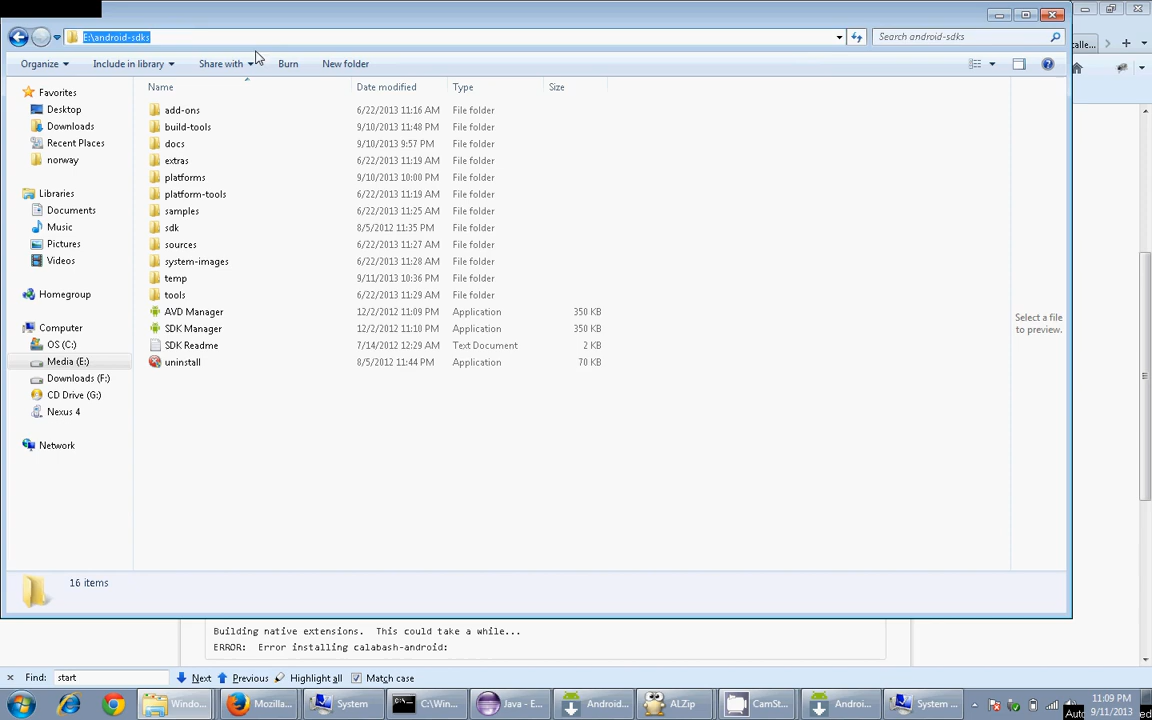 E:\android-sdks
Search android-sdks
Organize
Include in library
Share with
Burn
New folder
Name
Date modified
Type
Size
Favorites
Desktop
Downloads
Recent Places
norway
Libraries
Documents
Music
Pictures
Videos
Homegroup
Computer
OS (C:)
Media (E:)
Downloads (F:)
CD Drive (G:)
Nexus 4
Network
add-ons 6/22/2013 11:16 AM File folder
build-tools 9/10/2013 11:48 PM File folder
docs 9/10/2013 9:57 PM File folder
extras 6/22/2013 11:19 AM File folder
platforms 9/10/2013 10:00 PM File folder
platform-tools 6/22/2013 11:19 AM File folder
samples 6/22/2013 11:25 AM File folder
sdk 8/5/2012 11:35 PM File folder
sources 6/22/2013 11:27 AM File folder
system-images 6/22/2013 11:28 AM File folder
temp 9/11/2013 10:36 PM File folder
tools 6/22/2013 11:29 AM File folder
AVD Manager 12/2/2012 11:09 PM Application 350 KB
SDK Manager 12/2/2012 11:10 PM Application 350 KB
SDK Readme 7/14/2012 12:29 AM Text Document 2 KB
uninstall 8/5/2012 11:44 PM Application 70 KB
Select a file
to preview.
16 items
Building native extensions. This could take a while...
ERROR: Error installing calabash-android:
Find: start Next Previous Highlight all Match case
Windo...
Mozilla...
System
C:\Win...
Java - E...
Android...
ALZip
CamSt...
Androi...
System ...
11:09 PM
9/11/2013